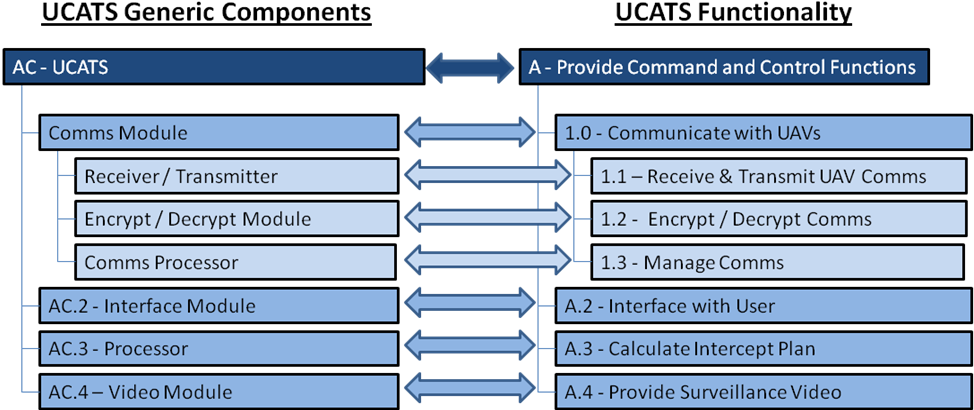 UCATS Generic Components
UCATS Functionality
AC - UCATS
A - Provide Command and Control Functions
Comms Module
1.0 - Communicate with UAVs
Receiver / Transmitter
1.1 – Receive & Transmit UAV Comms
Encrypt / Decrypt Module
1.2 - Encrypt / Decrypt Comms
Comms Processor
1.3 - Manage Comms
AC.2 - Interface Module
A.2 - Interface with User
AC.3 - Processor
A.3 - Calculate Intercept Plan
AC.4 – Video Module
A.4 - Provide Surveillance Video